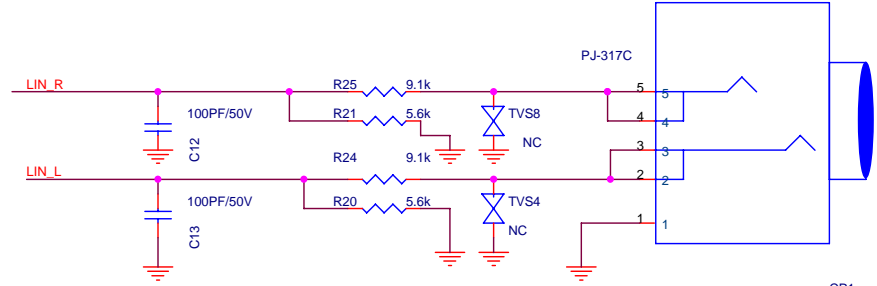 PJ-317C
LIN_R
R25 9.1k
5 5
100PF/50V
R21 5.6k
TVS8
4 4
C12
NC
R24 9.1k
3 3
LIN_L
2 2
100PF/50V
R20 5.6k
TVS4
C13
NC
1 1